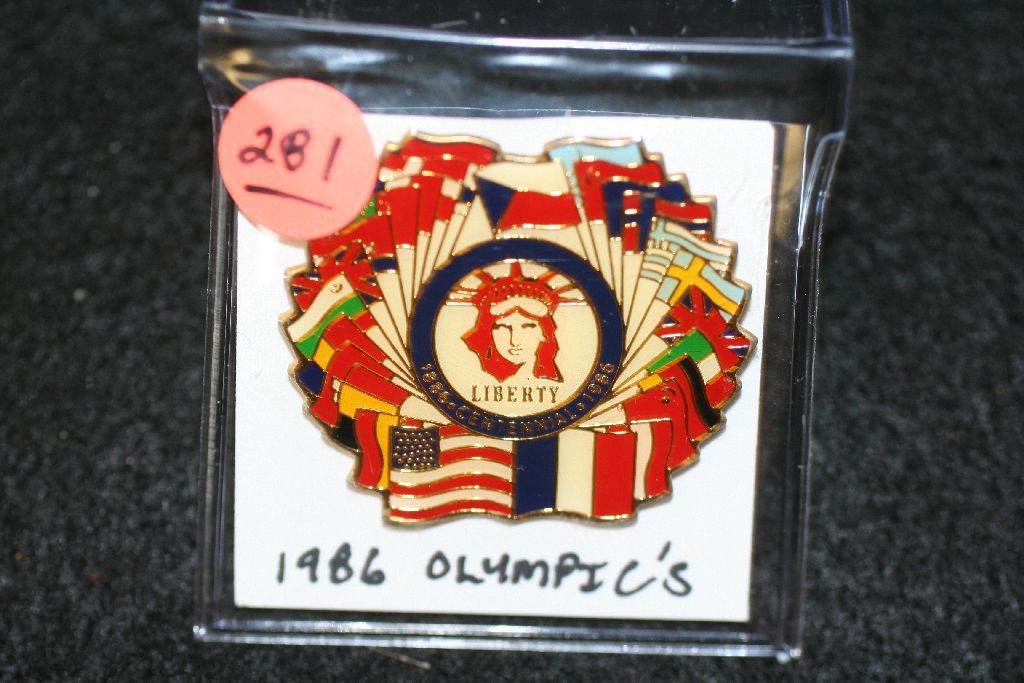 281
LIBERTY
1886 • CENTENNIAL • 1986
1986 OLYMPIC'S